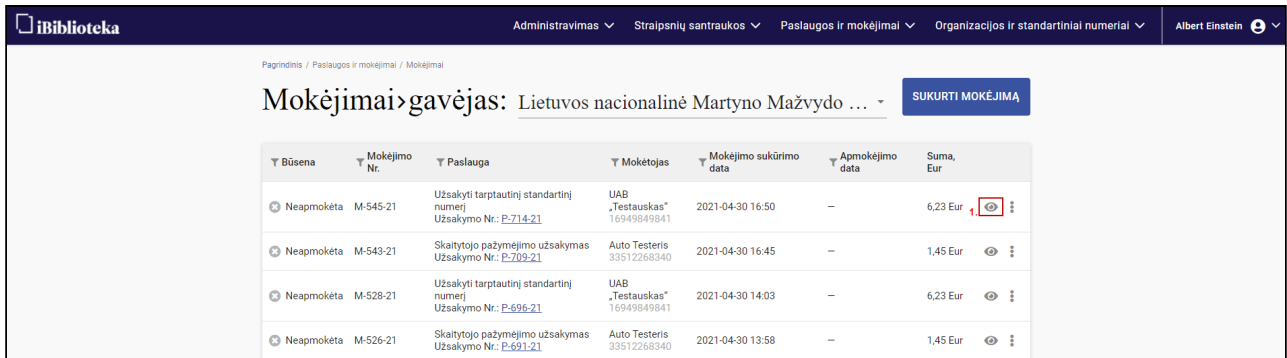 iBiblioteka
Administravimas Straipsnių santraukos Paslaugos ir mokėjimai Organizacijos ir standartiniai numeriai Albert Einstein
Pagrindinis / Paslaugos ir mokėjimai / Mokėjimai
Mokėjimai›gavėjas: Lietuvos nacionalinė Martyno Mažvydo ...
SUKURTI MOKĖJIMĄ
Būsena Mokėjimo Nr. Paslauga Mokėtojas Mokėjimo sukūrimo data Apmokėjimo data Suma, Eur
Neapmokėta M-545-21 Užsakyti tarptautinį standartinį numerį Užsakymo Nr.: P-714-21 UAB „Testauskas" 16949849841 2021-04-30 16:50 – 6,23 Eur 1.
Neapmokėta M-543-21 Skaitytojo pažymėjimo užsakymas Užsakymo Nr.: P-709-21 Auto Testeris 33512268340 2021-04-30 16:45 – 1,45 Eur
Neapmokėta M-528-21 Užsakyti tarptautinį standartinį numerį Užsakymo Nr.: P-696-21 UAB „Testauskas" 16949849841 2021-04-30 14:03 – 6,23 Eur
Neapmokėta M-526-21 Skaitytojo pažymėjimo užsakymas Užsakymo Nr.: P-691-21 Auto Testeris 33512268340 2021-04-30 13:58 – 1,45 Eur